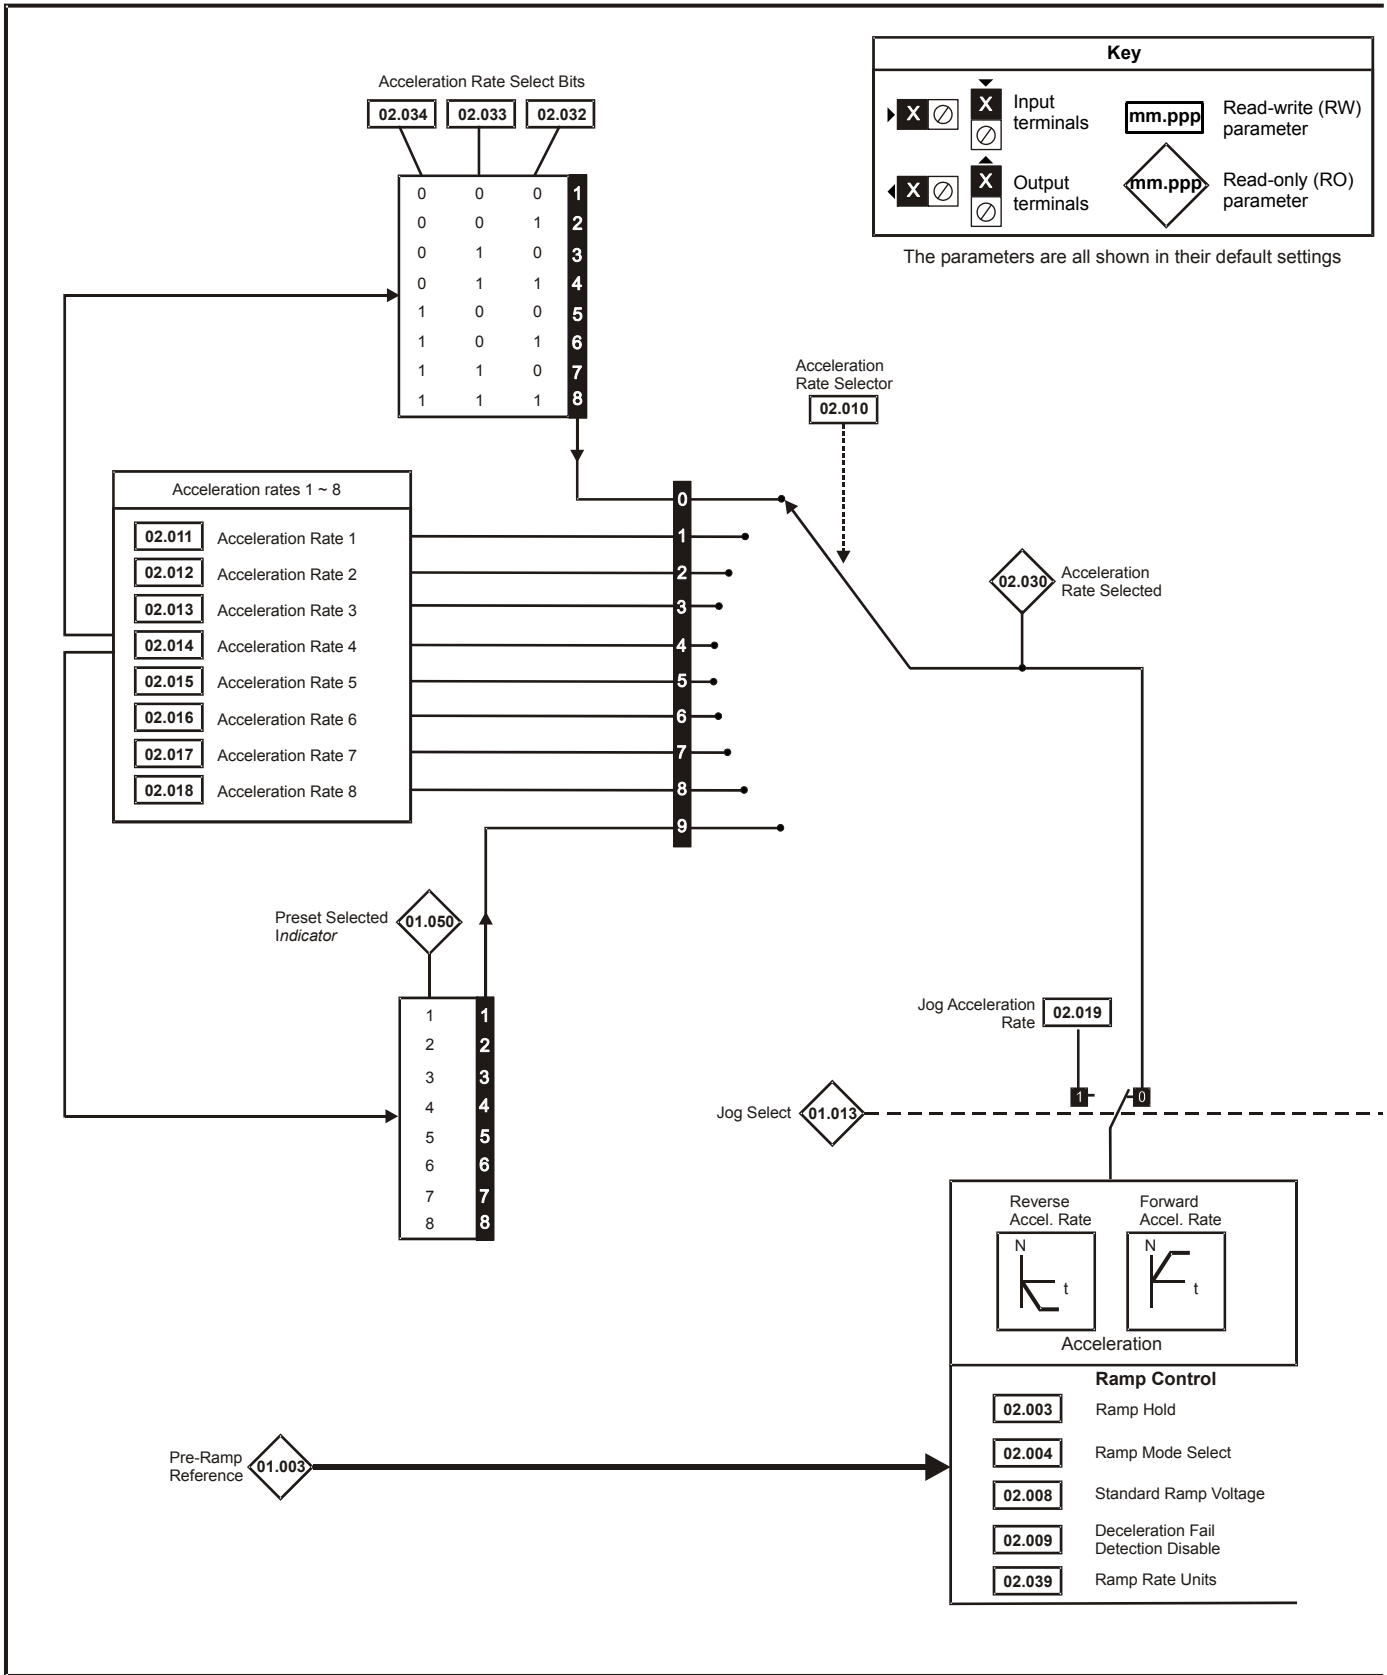 Key
X
X
Input
terminals
mm.ppp
Read-write (RW)
parameter
X
X
Output
terminals
mm.ppp
Read-only (RO)
parameter
The parameters are all shown in their default settings
Acceleration Rate Select Bits
02.034 02.033 02.032
0 0 0 1
0 0 1 2
0 1 0 3
0 1 1 4
1 0 0 5
1 0 1 6
1 1 0 7
1 1 1 8
Acceleration
Rate Selector
02.010
Acceleration rates 1 ~ 8
02.011 Acceleration Rate 1
02.012 Acceleration Rate 2
02.013 Acceleration Rate 3
02.014 Acceleration Rate 4
02.015 Acceleration Rate 5
02.016 Acceleration Rate 6
02.017 Acceleration Rate 7
02.018 Acceleration Rate 8
0
1
2
3
4
5
6
7
8
9
02.030
Acceleration
Rate Selected
Preset Selected
Indicator
01.050
1 1
2 2
3 3
4 4
5 5
6 6
7 7
8 8
Jog Acceleration
Rate
02.019
1 0
Jog Select 01.013
Reverse
Accel. Rate
N
t
Forward
Accel. Rate
N
t
Acceleration
Ramp Control
02.003 Ramp Hold
02.004 Ramp Mode Select
02.008 Standard Ramp Voltage
02.009 Deceleration Fail
Detection Disable
02.039 Ramp Rate Units
Pre-Ramp
Reference
01.003